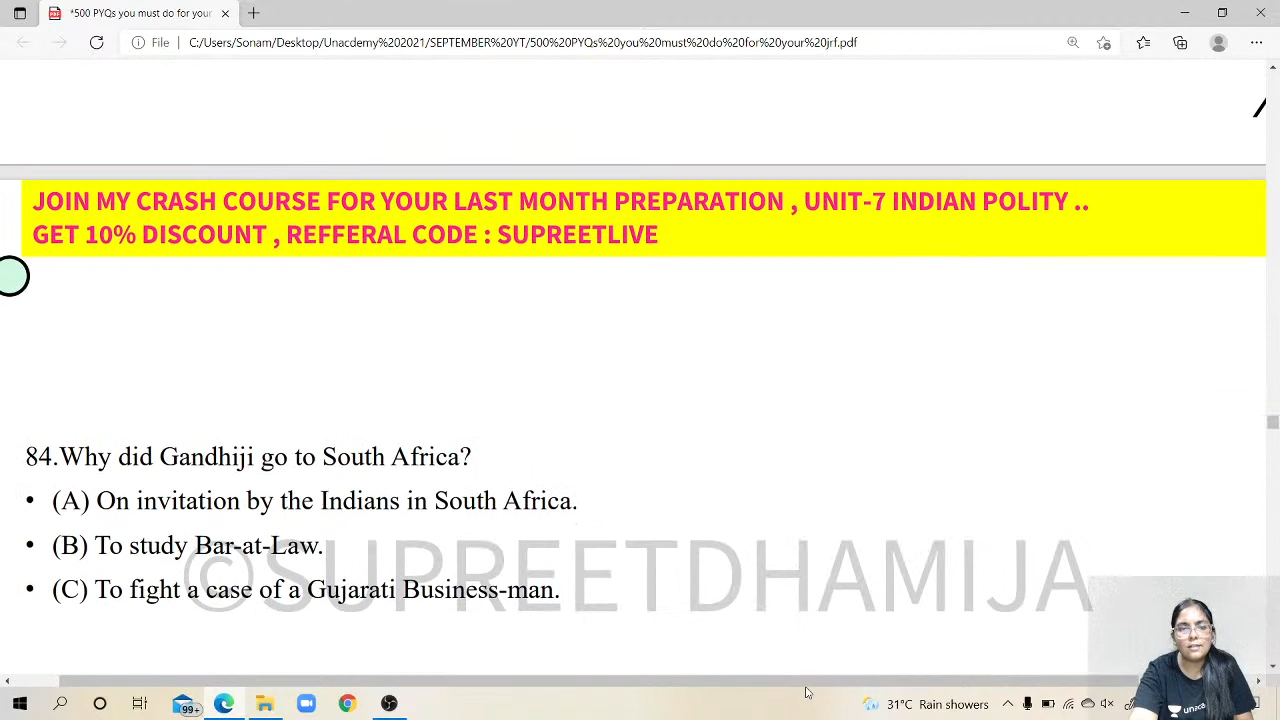 *500 PYQs you must do for your
File | C:/Users/Sonam/Desktop/Unacdemy%202021/SEPTEMBER%20YT/500%20PYQs%20you%20must%20do%20for%20your%20jrf.pdf
JOIN MY CRASH COURSE FOR YOUR LAST MONTH PREPARATION , UNIT-7 INDIAN POLITY ..
GET 10% DISCOUNT , REFFERAL CODE : SUPREETLIVE
84.Why did Gandhiji go to South Africa?
• (A) On invitation by the Indians in South Africa.
• (B) To study Bar-at-Law.
• (C) To fight a case of a Gujarati Business-man.
©SUPREETDHAMIJA
99+
31°C Rain showers